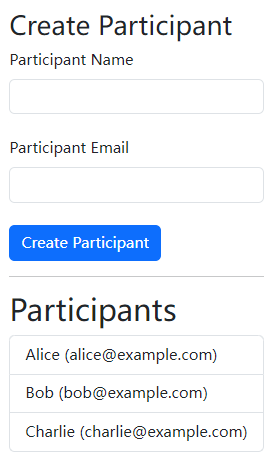 Create Participant
Participant Name
Participant Email
Create Participant
Participants
Alice (alice@example.com)
Bob (bob@example.com)
Charlie (charlie@example.com)